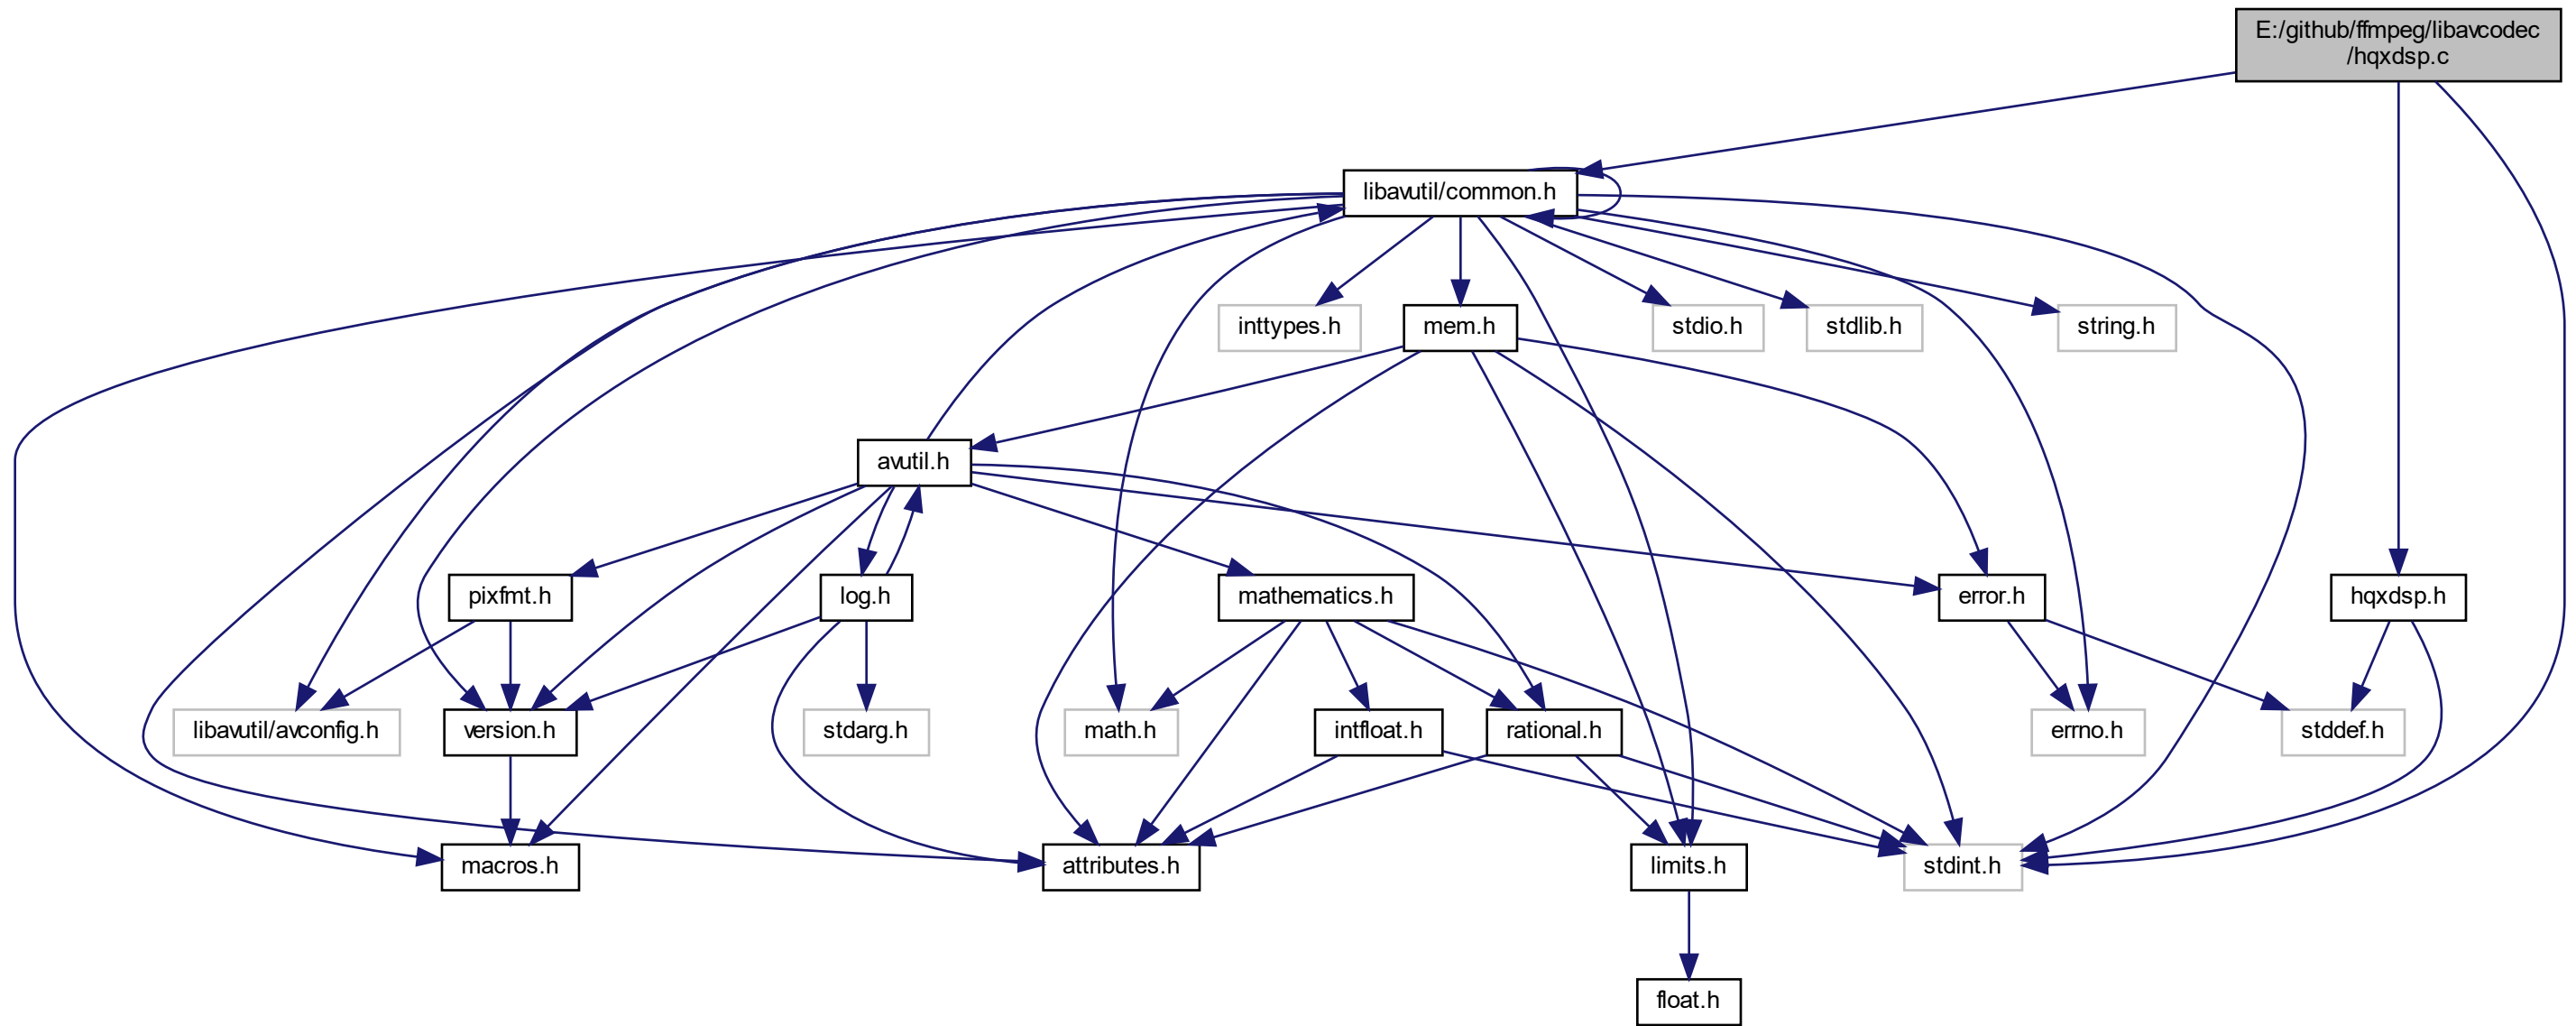 E:/github/ffmpeg/libavcodec
/hqxdsp.c
libavutil/common.h
inttypes.h
mem.h
stdio.h
stdlib.h
string.h
avutil.h
pixfmt.h
log.h
mathematics.h
error.h
hqxdsp.h
libavutil/avconfig.h
version.h
stdarg.h
math.h
intfloat.h
rational.h
errno.h
stddef.h
macros.h
attributes.h
limits.h
stdint.h
float.h